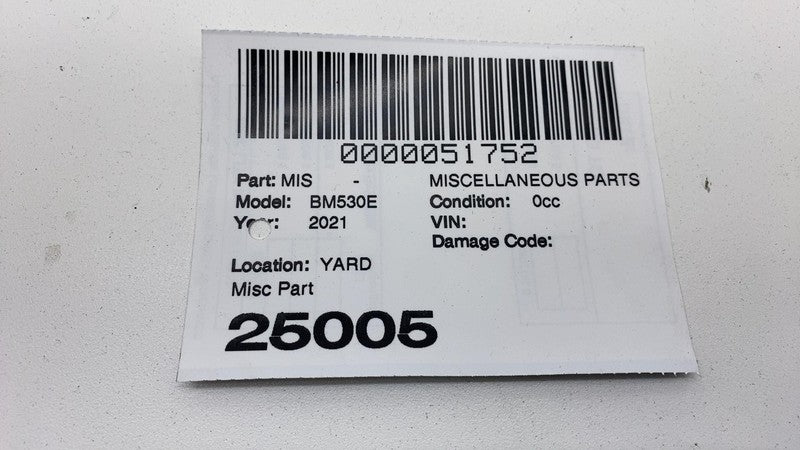 0000051752
Part: MIS - MISCELLANEOUS PARTS
Model: BM530E Condition: 0cc
Year: 2021 VIN:
Damage Code:
Location: YARD
Misc Part
25005